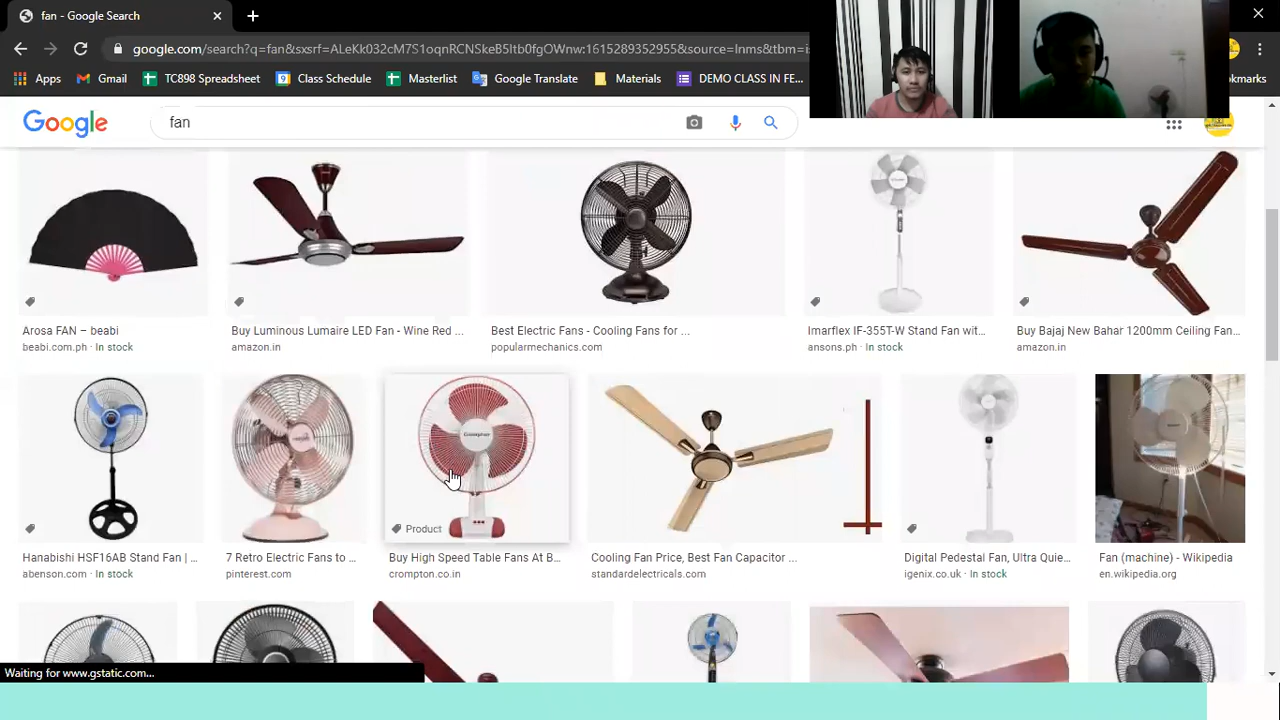 fan - Google Search
google.com/search?q=fan&sxsrf=ALeKk032cM7S1oqnRCNSkeB5ltb0fgOWnw:1615289352955&source=lnms&tbm=is
Apps Gmail TC898 Spreadsheet Class Schedule Masterlist Google Translate Materials DEMO CLASS IN FE... okmarks
Google fan
Arosa FAN – beabi
beabi.com.ph · In stock
Buy Luminous Lumaire LED Fan - Wine Red ...
amazon.in
Best Electric Fans - Cooling Fans for ...
popularmechanics.com
Imarflex IF-355T-W Stand Fan wit...
ansons.ph · In stock
Buy Bajaj New Bahar 1200mm Ceiling Fan...
amazon.in
Crompton
Product
Hanabishi HSF16AB Stand Fan | ...
abenson.com · In stock
7 Retro Electric Fans to ...
pinterest.com
Buy High Speed Table Fans At B...
crompton.co.in
Cooling Fan Price, Best Fan Capacitor ...
standardelectricals.com
Digital Pedestal Fan, Ultra Quie...
igenix.co.uk · In stock
Fan (machine) - Wikipedia
en.wikipedia.org
Waiting for www.gstatic.com...